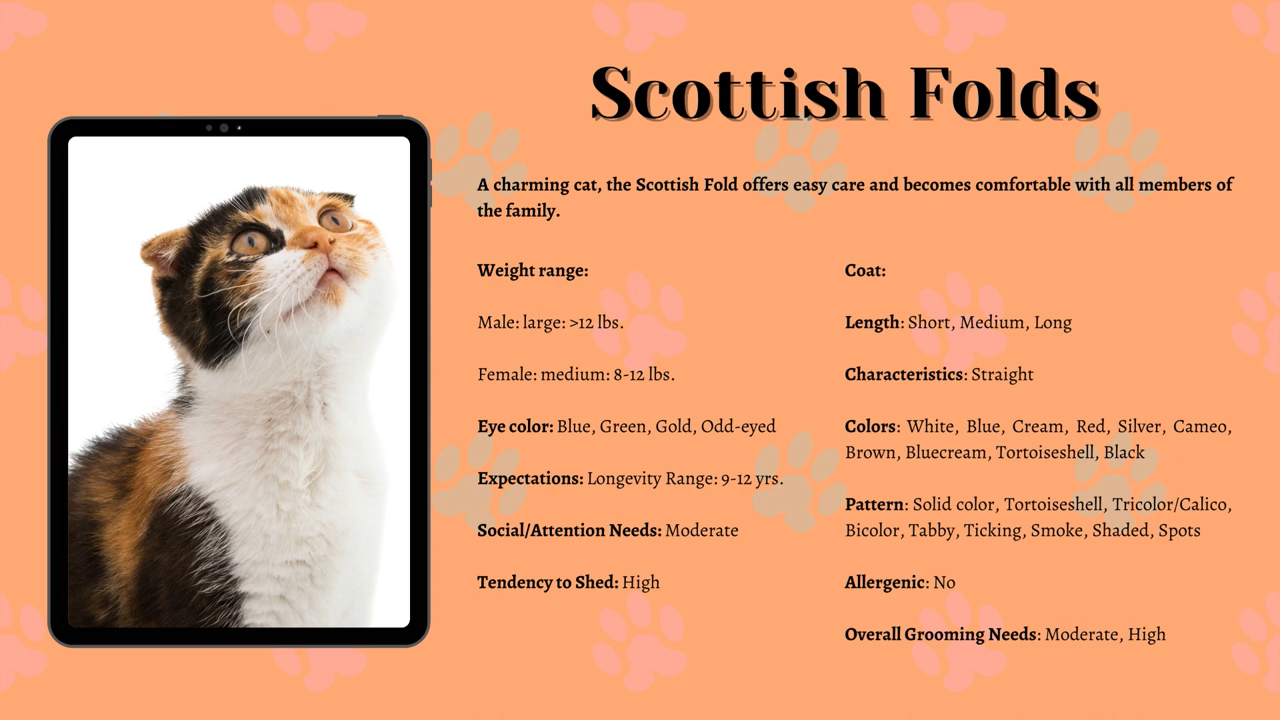 Scottish Folds
A charming cat, the Scottish Fold offers easy care and becomes comfortable with all members of
the family.
Weight range:
Male: large: >12 lbs.
Female: medium: 8-12 lbs.
Eye color: Blue, Green, Gold, Odd-eyed
Expectations: Longevity Range: 9-12 yrs.
Social/Attention Needs: Moderate
Tendency to Shed: High
Coat:
Length: Short, Medium, Long
Characteristics: Straight
Colors: White, Blue, Cream, Red, Silver, Cameo,
Brown, Bluecream, Tortoiseshell, Black
Pattern: Solid color, Tortoiseshell, Tricolor/Calico,
Bicolor, Tabby, Ticking, Smoke, Shaded, Spots
Allergenic: No
Overall Grooming Needs: Moderate, High